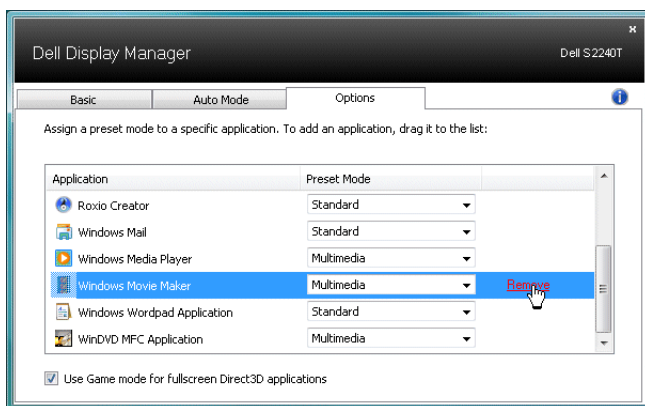 Dell Display Manager
Dell S2240T
Basic
Auto Mode
Options
Assign a preset mode to a specific application. To add an application, drag it to the list:
Application Preset Mode
Roxio Creator Standard
Windows Mail Standard
Windows Media Player Multimedia
Windows Movie Maker Multimedia Remove
Windows Wordpad Application Standard
WinDVD MFC Application Multimedia
Use Game mode for fullscreen Direct3D applications